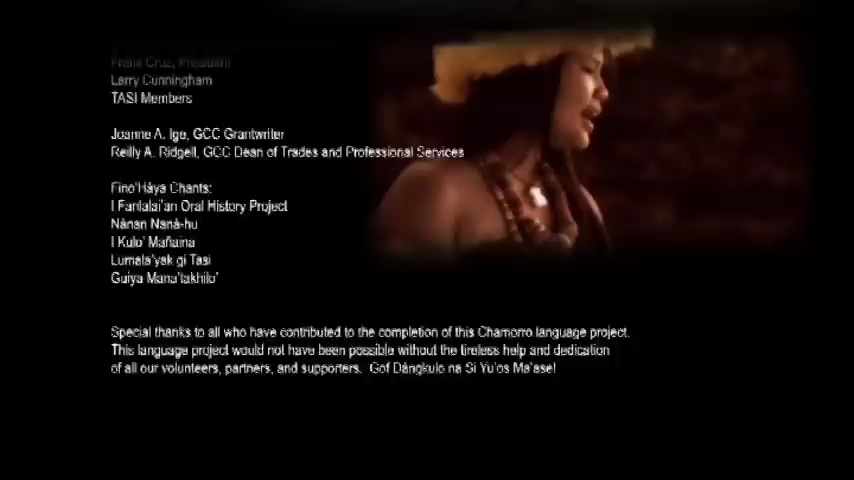 Frank Cruz, President
Larry Cunningham
TASI Members
Joanne A. Ige, GCC Grantwriter
Reilly A. Ridgell, GCC Dean of Trades and Professional Services
Fino'Håya Chants:
I Fanlalai'an Oral History Project
Nånan Nanå-hu
I Kulo' Mañaina
Lumala'yak gi Tasi
Guiya Mana'takhilo'
Special thanks to all who have contributed to the completion of this Chamorro language project.
This language project would not have been possible without the tireless help and dedication
of all our volunteers, partners, and supporters. Gof Dångkulo na Si Yu'os Ma'ase!